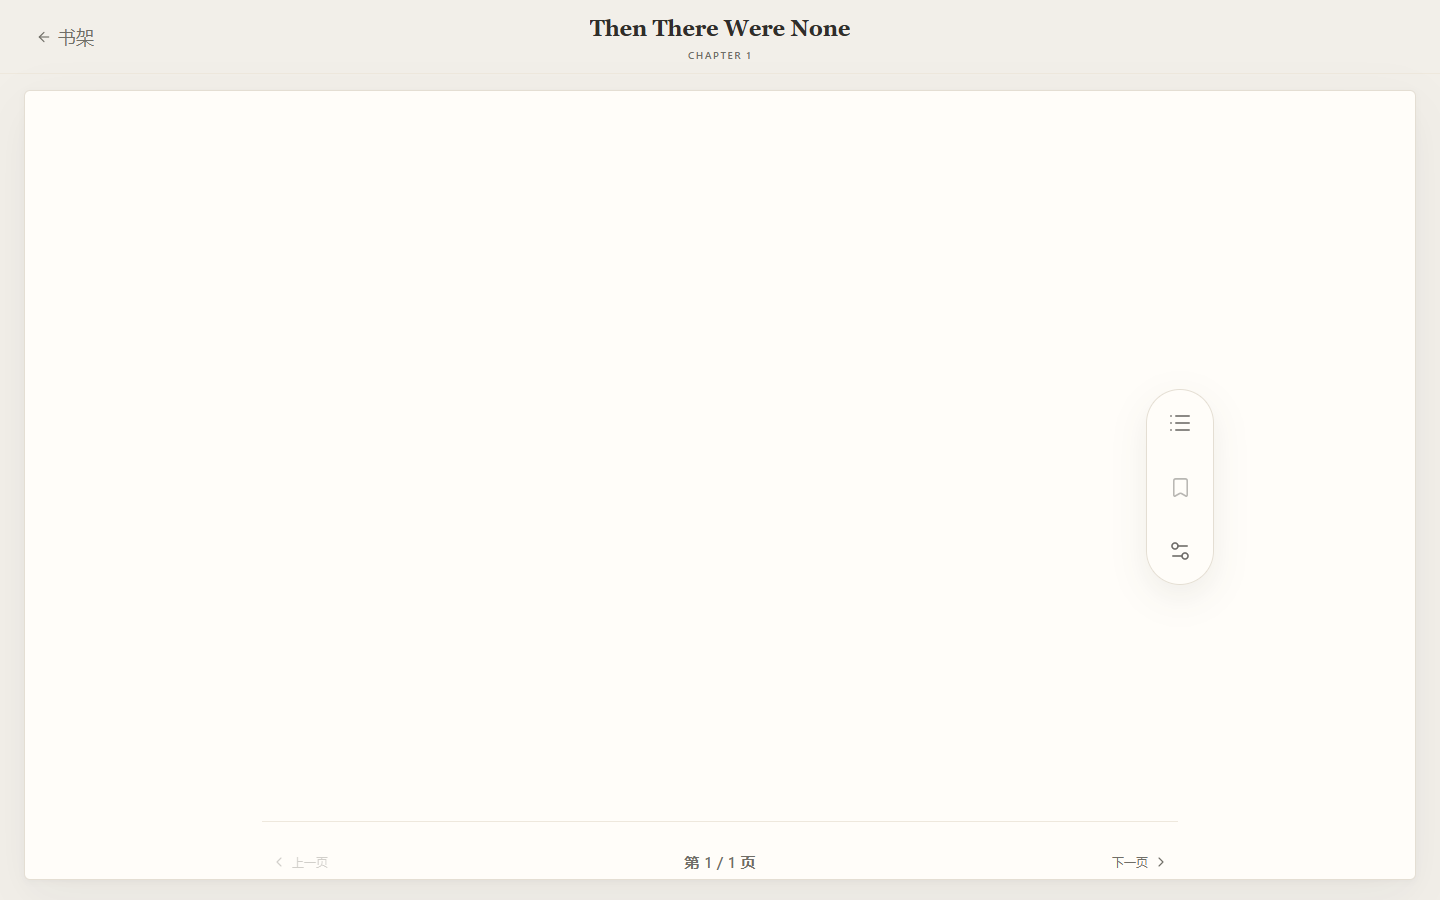 书架
Then There Were None
CHAPTER 1
上一页
第 1 / 1 页
下一页